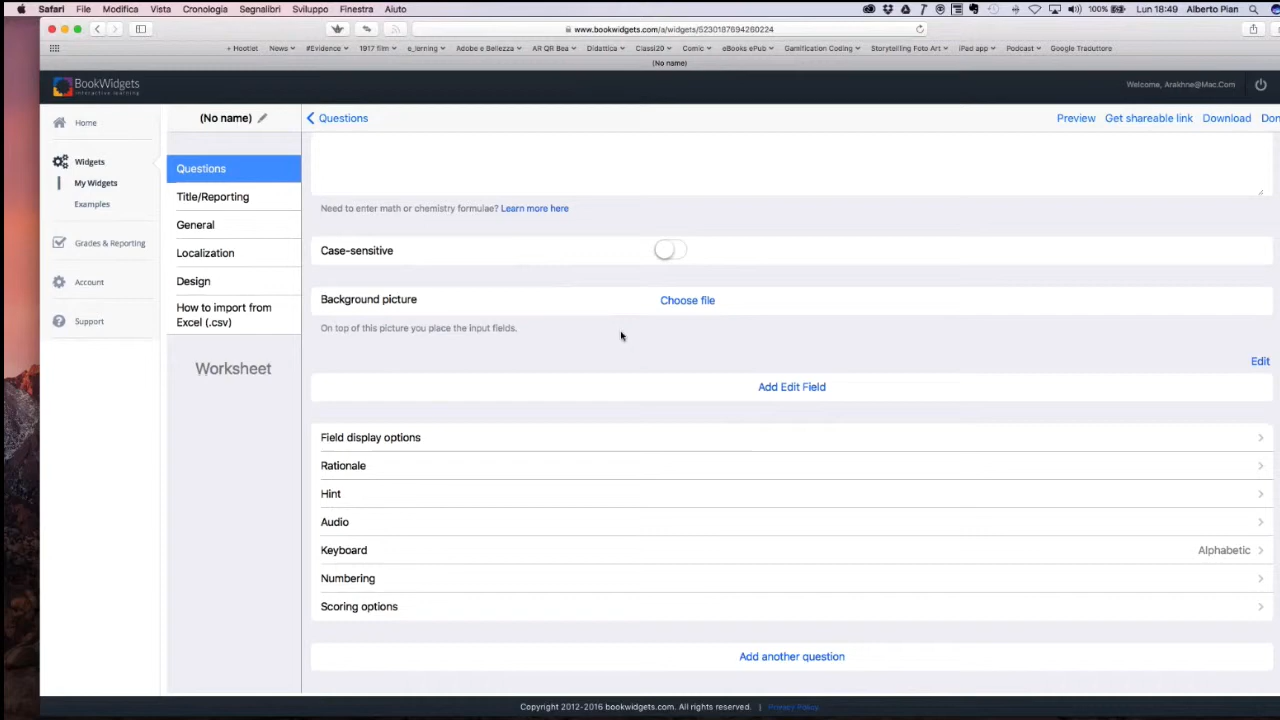 Safari File Modifica Vista Cronologia Segnalibri Sviluppo Finestra Aiuto 100% Lun 18:49 Alberto Pian
www.bookwidgets.com/a/widgets/5230187694260224
+ Hootlet News #Evidence 1917 film e_lerning Adobe e Bellezza AR QR Bea Didattica Classi20 Comic eBooks ePub Gamification Coding Storytelling Foto Art iPad app Podcast Google Traduttore
(No name)
BookWidgets
interactive learning
Welcome, Arakhne@Mac.Com
Home
Widgets
My Widgets
Examples
Grades & Reporting
Account
Support
(No name)
Questions
Title/Reporting
General
Localization
Design
How to import from
Excel (.csv)
Worksheet
Questions
Preview Get shareable link Download Don
Need to enter math or chemistry formulae? Learn more here
Case-sensitive
Background picture Choose file
On top of this picture you place the input fields.
Edit
Add Edit Field
Field display options
Rationale
Hint
Audio
Keyboard Alphabetic
Numbering
Scoring options
Add another question
Copyright 2012-2016 bookwidgets.com. All rights reserved. | Privacy Policy